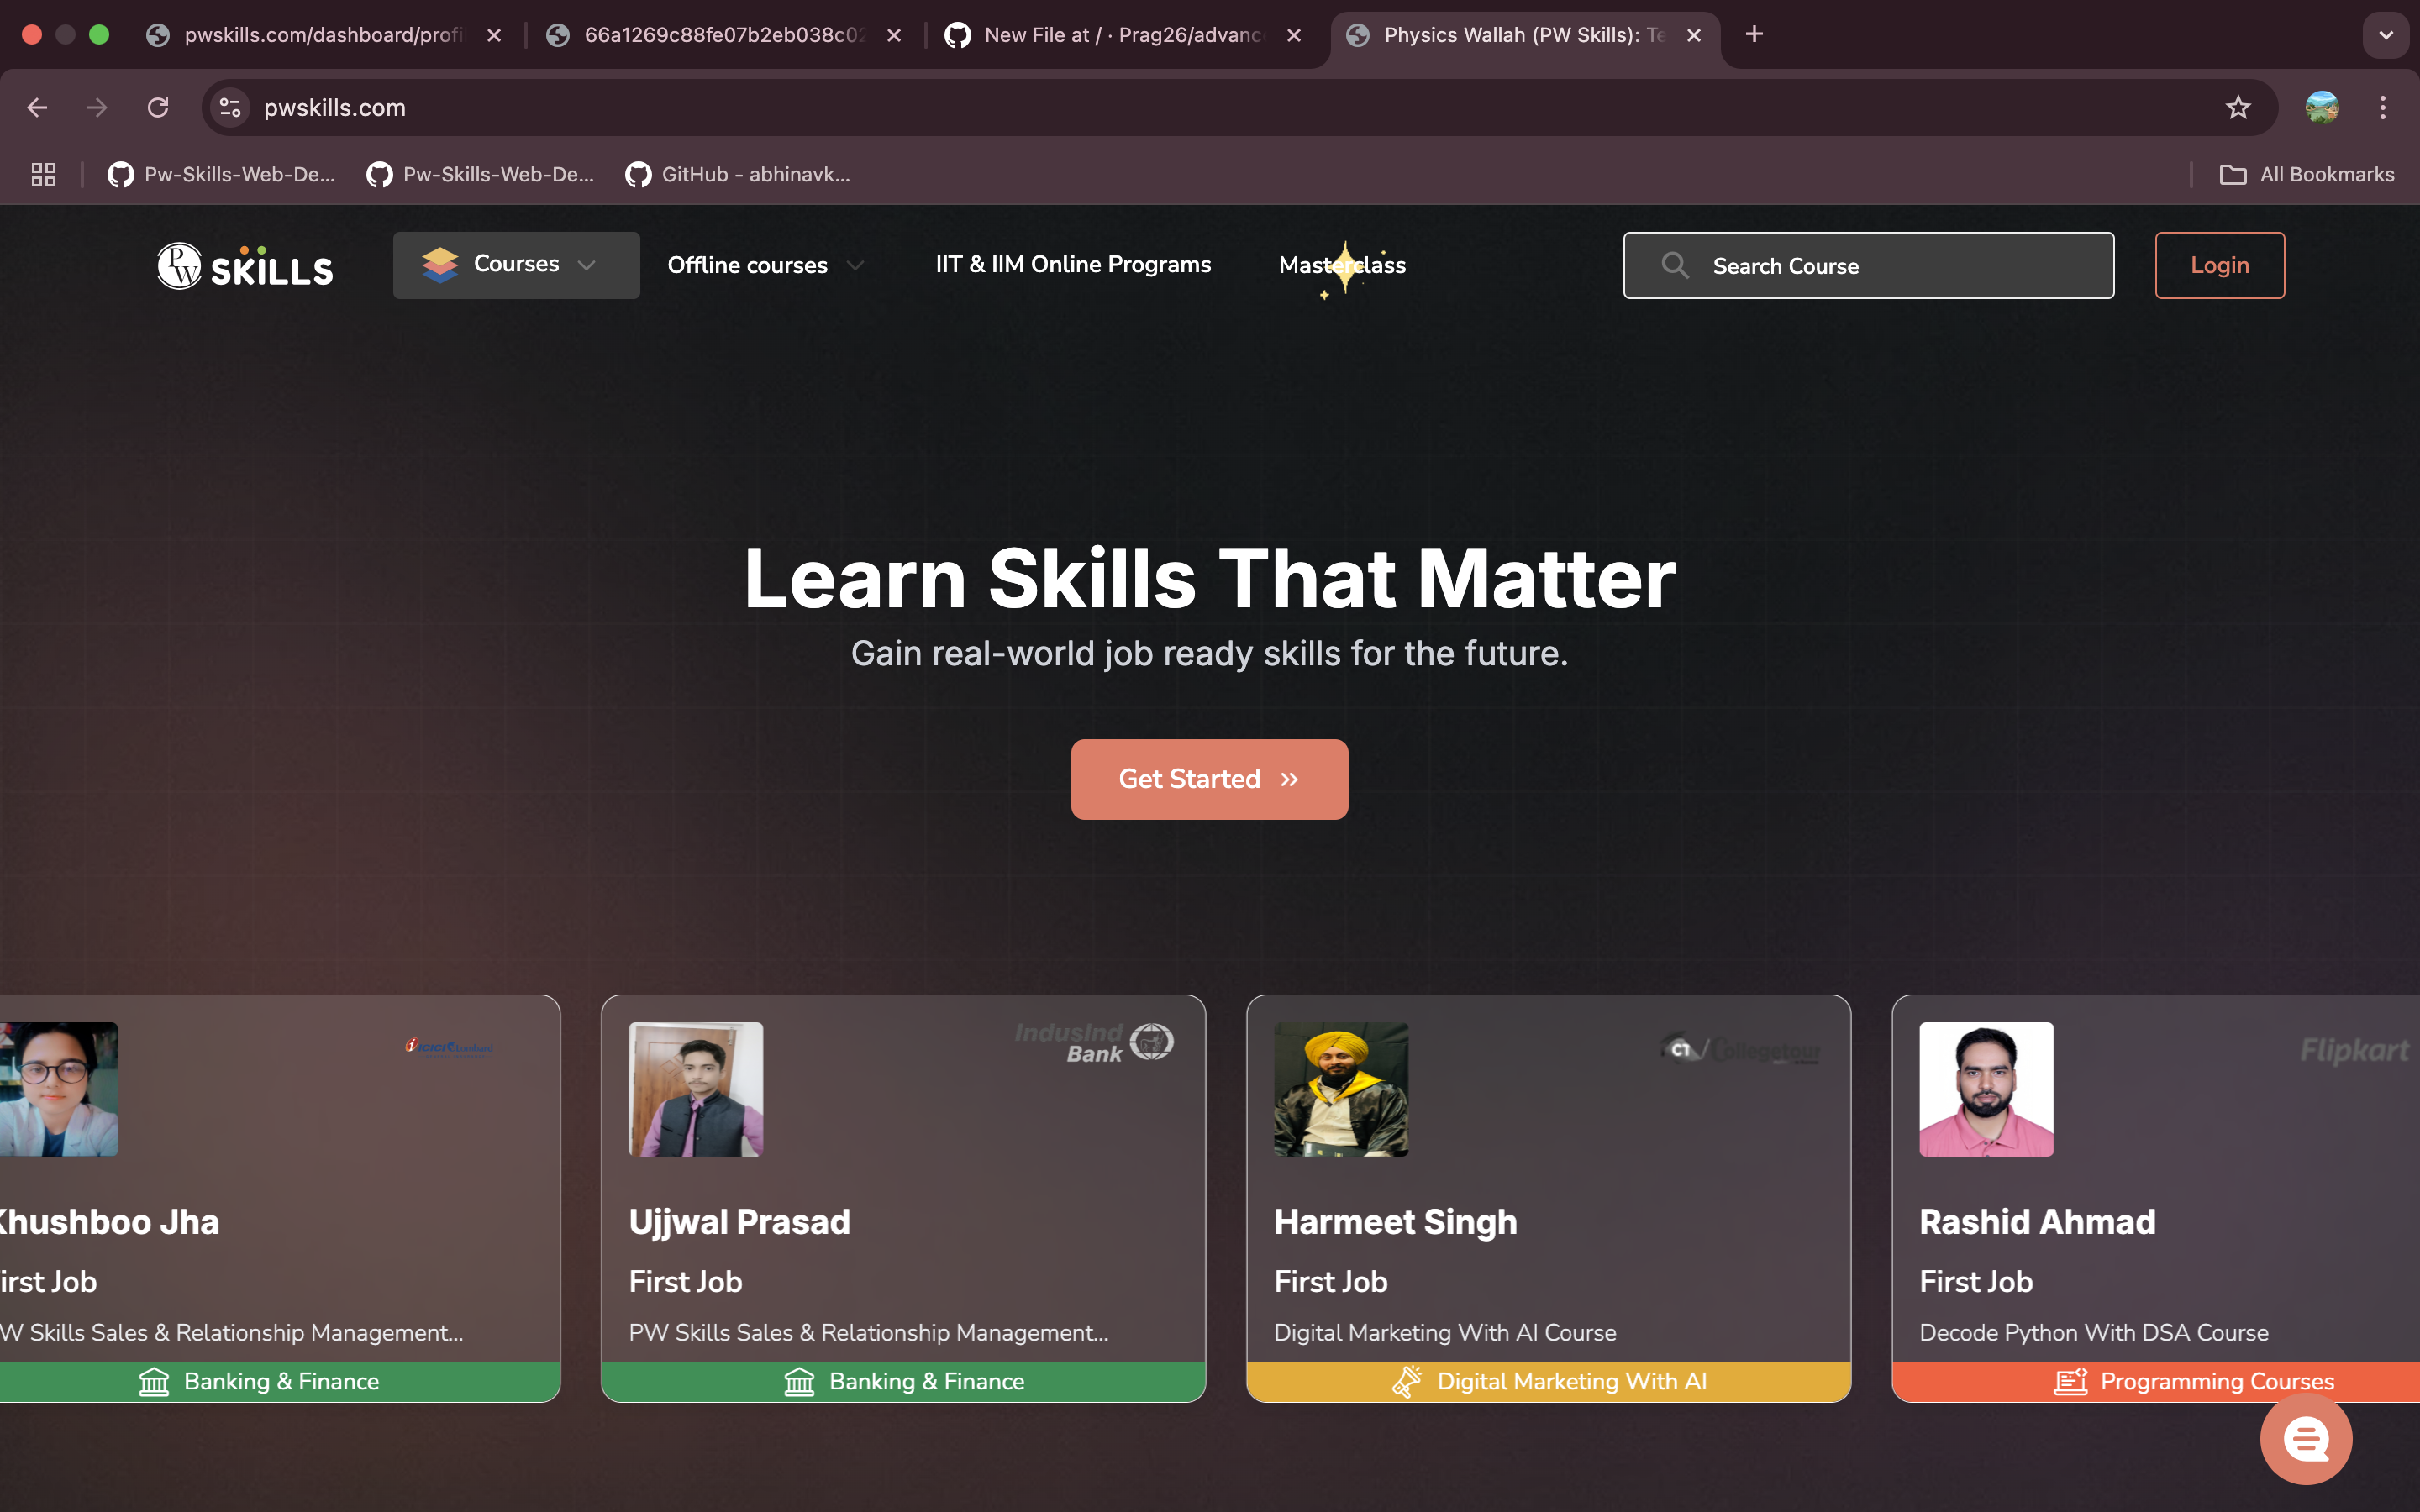 pwskills.com/dashboard/profi
66a1269c88fe07b2eb038c02
New File at / · Prag26/advanc
Physics Wallah (PW Skills): Te
pwskills.com
Pw-Skills-Web-De...
Pw-Skills-Web-De...
GitHub - abhinavk...
All Bookmarks
PW SKILLS
Courses
Offline courses
IIT & IIM Online Programs
Masterclass
Search Course
Login
Learn Skills That Matter
Gain real-world job ready skills for the future.
Get Started »
ICICI Lombard
IndusInd
Bank
CT/Collegetour
Flipkart
Khushboo Jha
Ujjwal Prasad
Harmeet Singh
Rashid Ahmad
irst Job
First Job
First Job
First Job
W Skills Sales & Relationship Management...
PW Skills Sales & Relationship Management...
Digital Marketing With AI Course
Decode Python With DSA Course
Banking & Finance
Banking & Finance
Digital Marketing With AI
Programming Courses